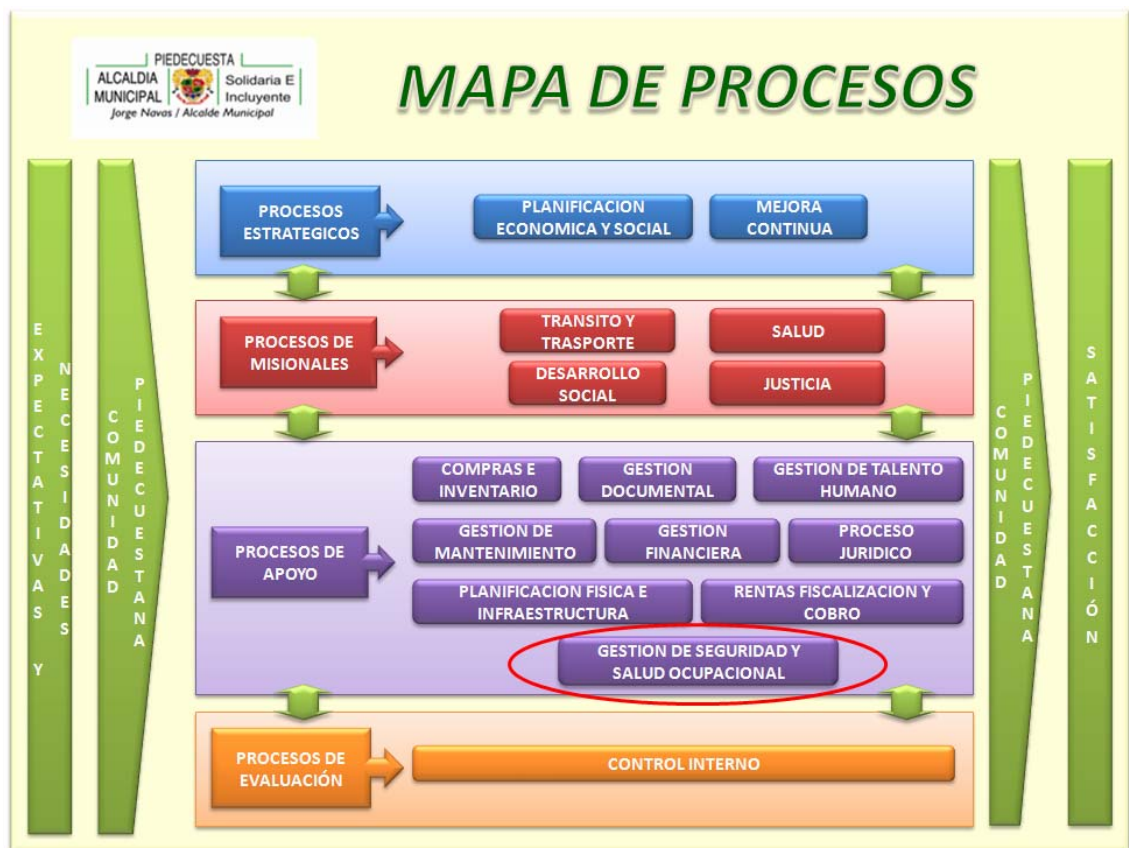 PIEDECUESTA
ALCALDIA
MUNICIPAL
Solidaria E
Incluyente
Jorge Navas / Alcalde Municipal
MAPA DE PROCESOS
EXPECTATIVAS Y
NECESIDADES
COMUNIDAD
PIEDECUESTANA
PROCESOS
ESTRATEGICOS
PLANIFICACION
ECONOMICA Y SOCIAL
MEJORA
CONTINUA
PROCESOS DE
MISIONALES
TRANSITO Y
TRASPORTE
SALUD
DESARROLLO
SOCIAL
JUSTICIA
PROCESOS DE
APOYO
COMPRAS E
INVENTARIO
GESTION
DOCUMENTAL
GESTION DE TALENTO
HUMANO
GESTION DE
MANTENIMIENTO
GESTION
FINANCIERA
PROCESO
JURIDICO
PLANIFICACION FISICA E
INFRAESTRUCTURA
RENTAS FISCALIZACION Y
COBRO
GESTION DE SEGURIDAD Y
SALUD OCUPACIONAL
PROCESOS DE
EVALUACIÓN
CONTROL INTERNO
COMUNIDAD
PIEDECUESTANA
SATISFACCIÓN